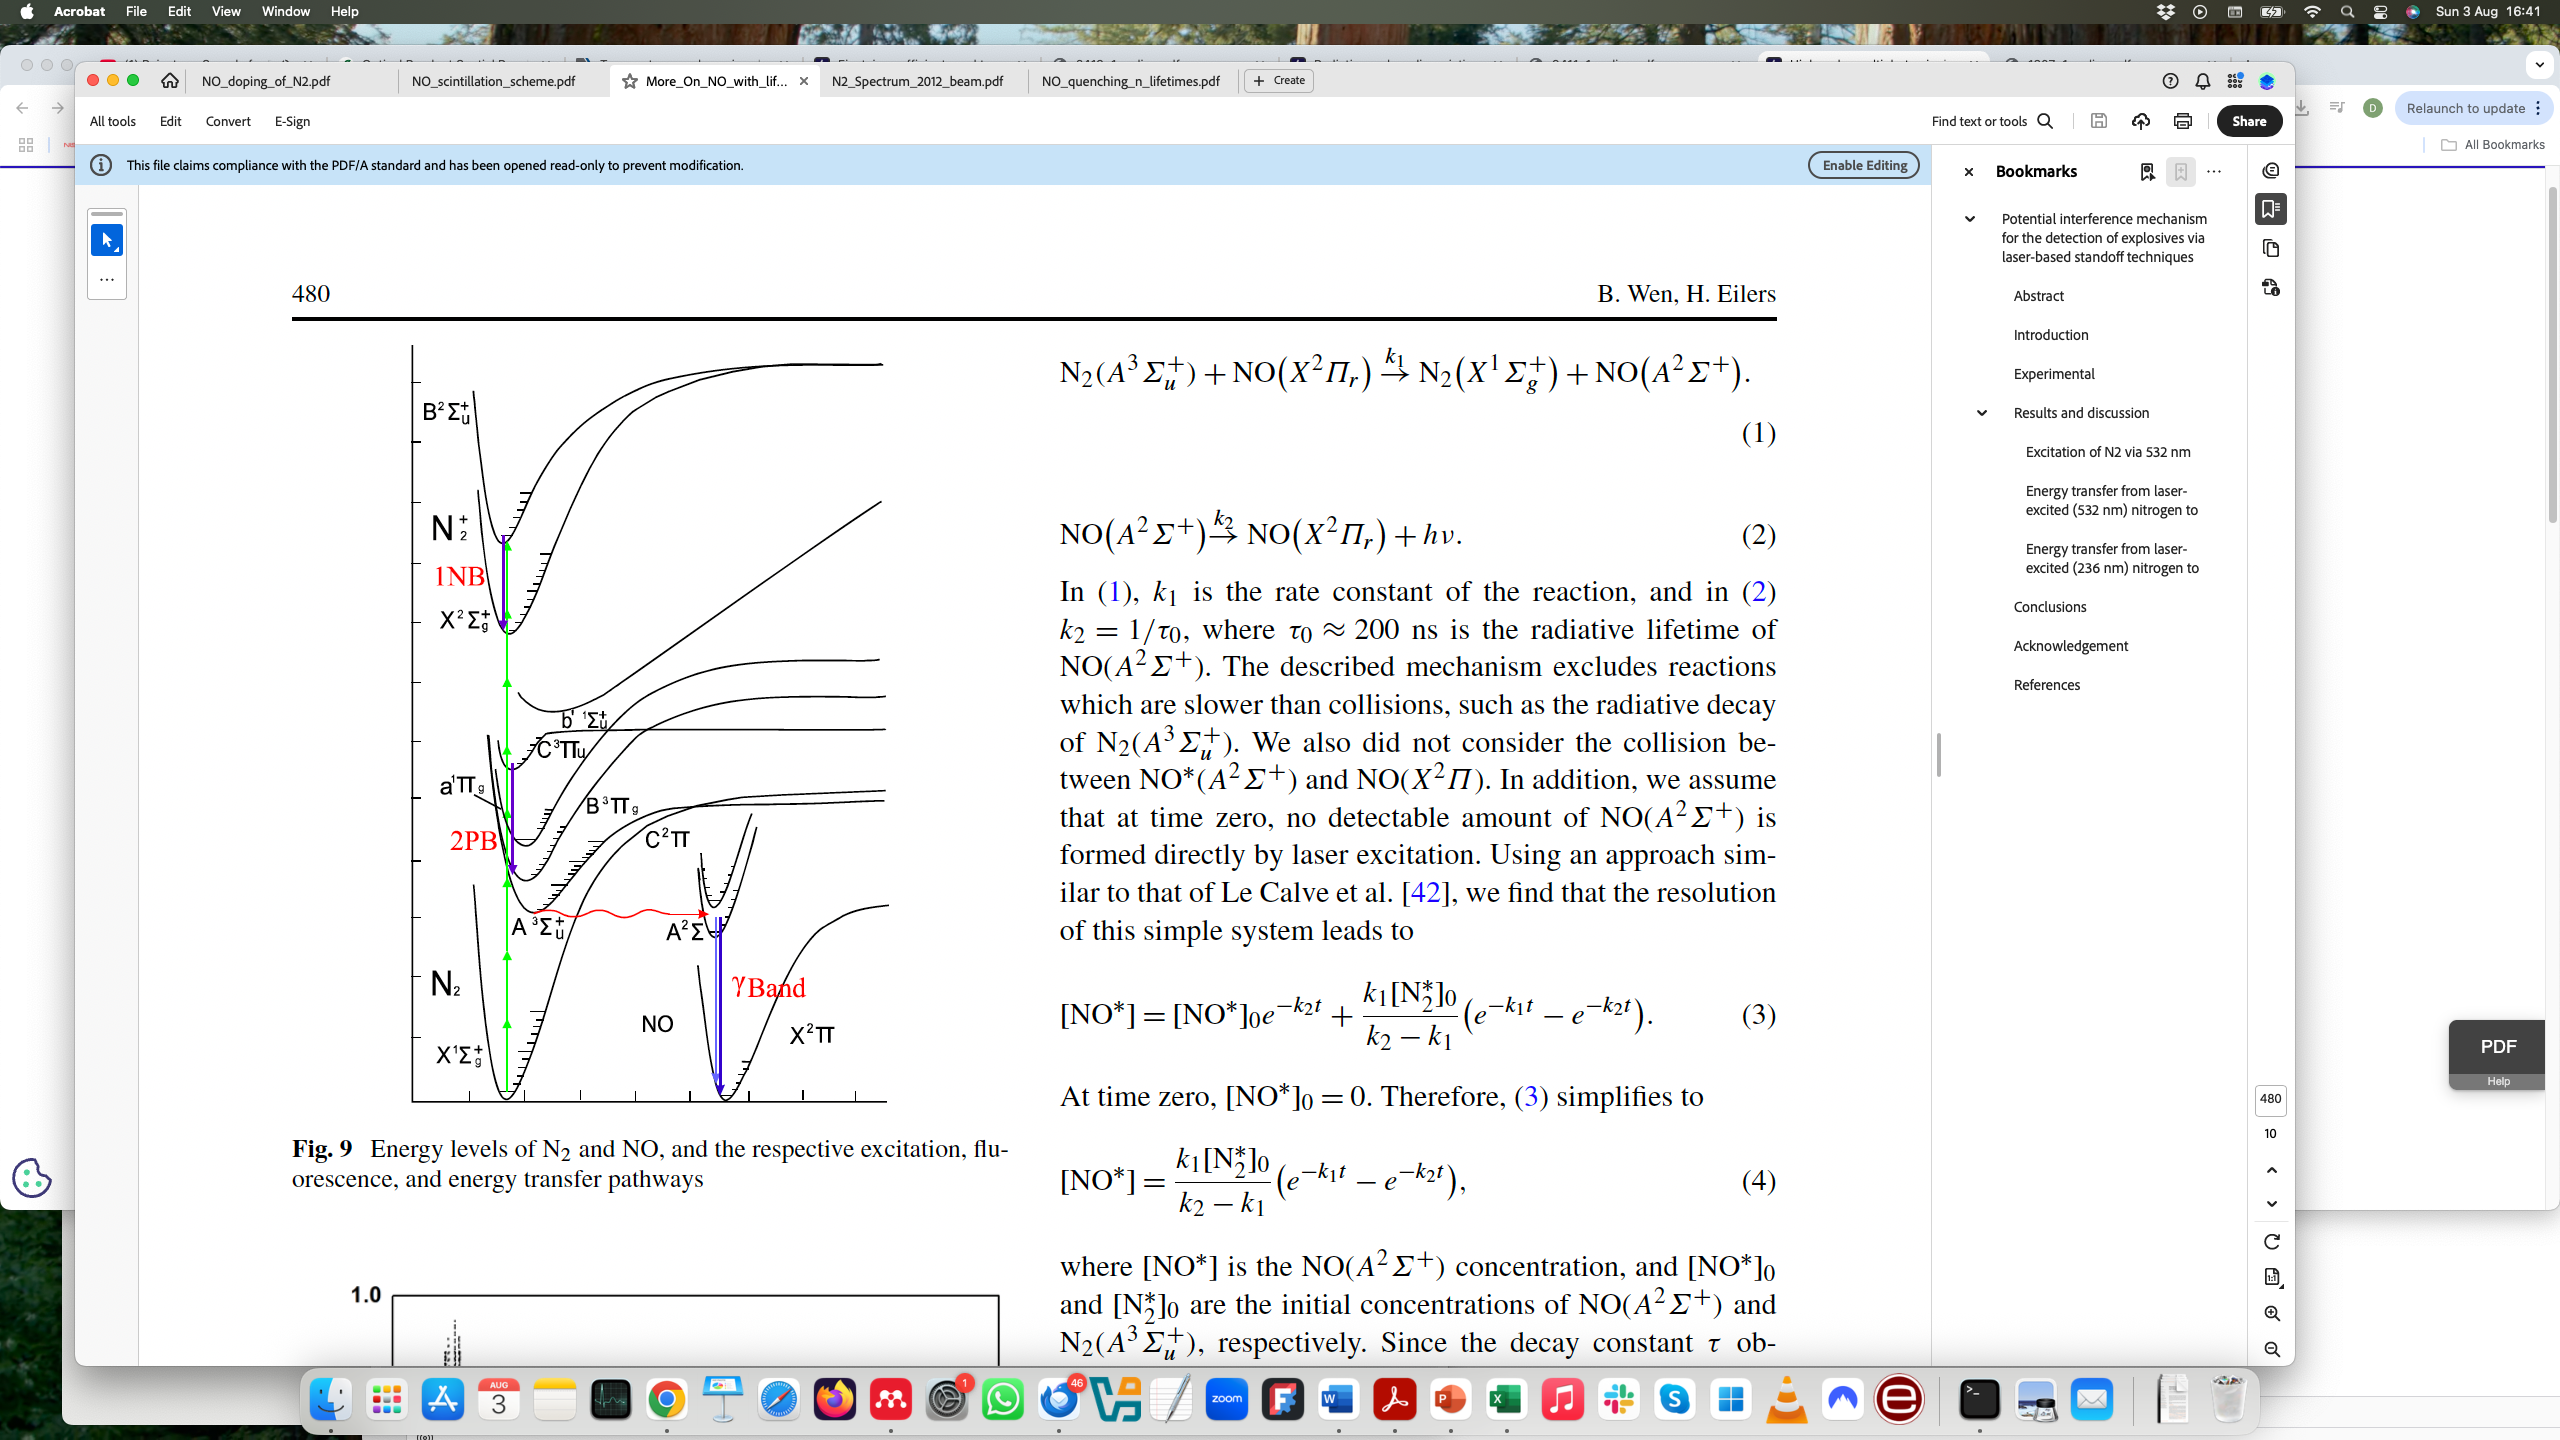 Acrobat File Edit View Window Help
Sun 3 Aug 16:41
NO_doping_of_N2.pdf
NO_scintillation_scheme.pdf
More_On_NO_with_lif...
N2_Spectrum_2012_beam.pdf
NO_quenching_n_lifetimes.pdf
+ Create
Relaunch to update
All Bookmarks
All tools Edit Convert E-Sign
Find text or tools
Share
This file claims compliance with the PDF/A standard and has been opened read-only to prevent modification.
Enable Editing
480
B. Wen, H. Eilers
B²Σu⁺
N₂⁺
1NB
X²Σg⁺
b' ¹Σu⁺
C³Πu
a¹Πg
B³Πg
2PB
C²Π
A ³Σu⁺
A²Σ
N₂
γ Band
NO
X²Π
X¹Σg⁺
Fig. 9 Energy levels of N₂ and NO, and the respective excitation, flu-
orescence, and energy transfer pathways
1.0
N₂(A³Σu⁺) + NO(X²Πr) →k₁ N₂(X¹Σg⁺) + NO(A²Σ⁺).
(1)
NO(A²Σ⁺) →k₂ NO(X²Πr) + hν. (2)
In (1), k₁ is the rate constant of the reaction, and in (2)
k₂ = 1/τ₀, where τ₀ ≈ 200 ns is the radiative lifetime of
NO(A²Σ⁺). The described mechanism excludes reactions
which are slower than collisions, such as the radiative decay
of N₂(A³Σu⁺). We also did not consider the collision be-
tween NO*(A²Σ⁺) and NO(X²Π). In addition, we assume
that at time zero, no detectable amount of NO(A²Σ⁺) is
formed directly by laser excitation. Using an approach sim-
ilar to that of Le Calve et al. [42], we find that the resolution
of this simple system leads to
[NO*] = [NO*]₀e^(−k₂t) + k₁[N₂*]₀/(k₂ − k₁) (e^(−k₁t) − e^(−k₂t)). (3)
At time zero, [NO*]₀ = 0. Therefore, (3) simplifies to
[NO*] = k₁[N₂*]₀/(k₂ − k₁) (e^(−k₁t) − e^(−k₂t)), (4)
where [NO*] is the NO(A²Σ⁺) concentration, and [NO*]₀
and [N₂*]₀ are the initial concentrations of NO(A²Σ⁺) and
N₂(A³Σu⁺), respectively. Since the decay constant τ ob-
Bookmarks
Potential interference mechanism
for the detection of explosives via
laser-based standoff techniques
Abstract
Introduction
Experimental
Results and discussion
Excitation of N2 via 532 nm
Energy transfer from laser-
excited (532 nm) nitrogen to
Energy transfer from laser-
excited (236 nm) nitrogen to
Conclusions
Acknowledgement
References
PDF
Help
480
10
AUG
3
1
46
zoom